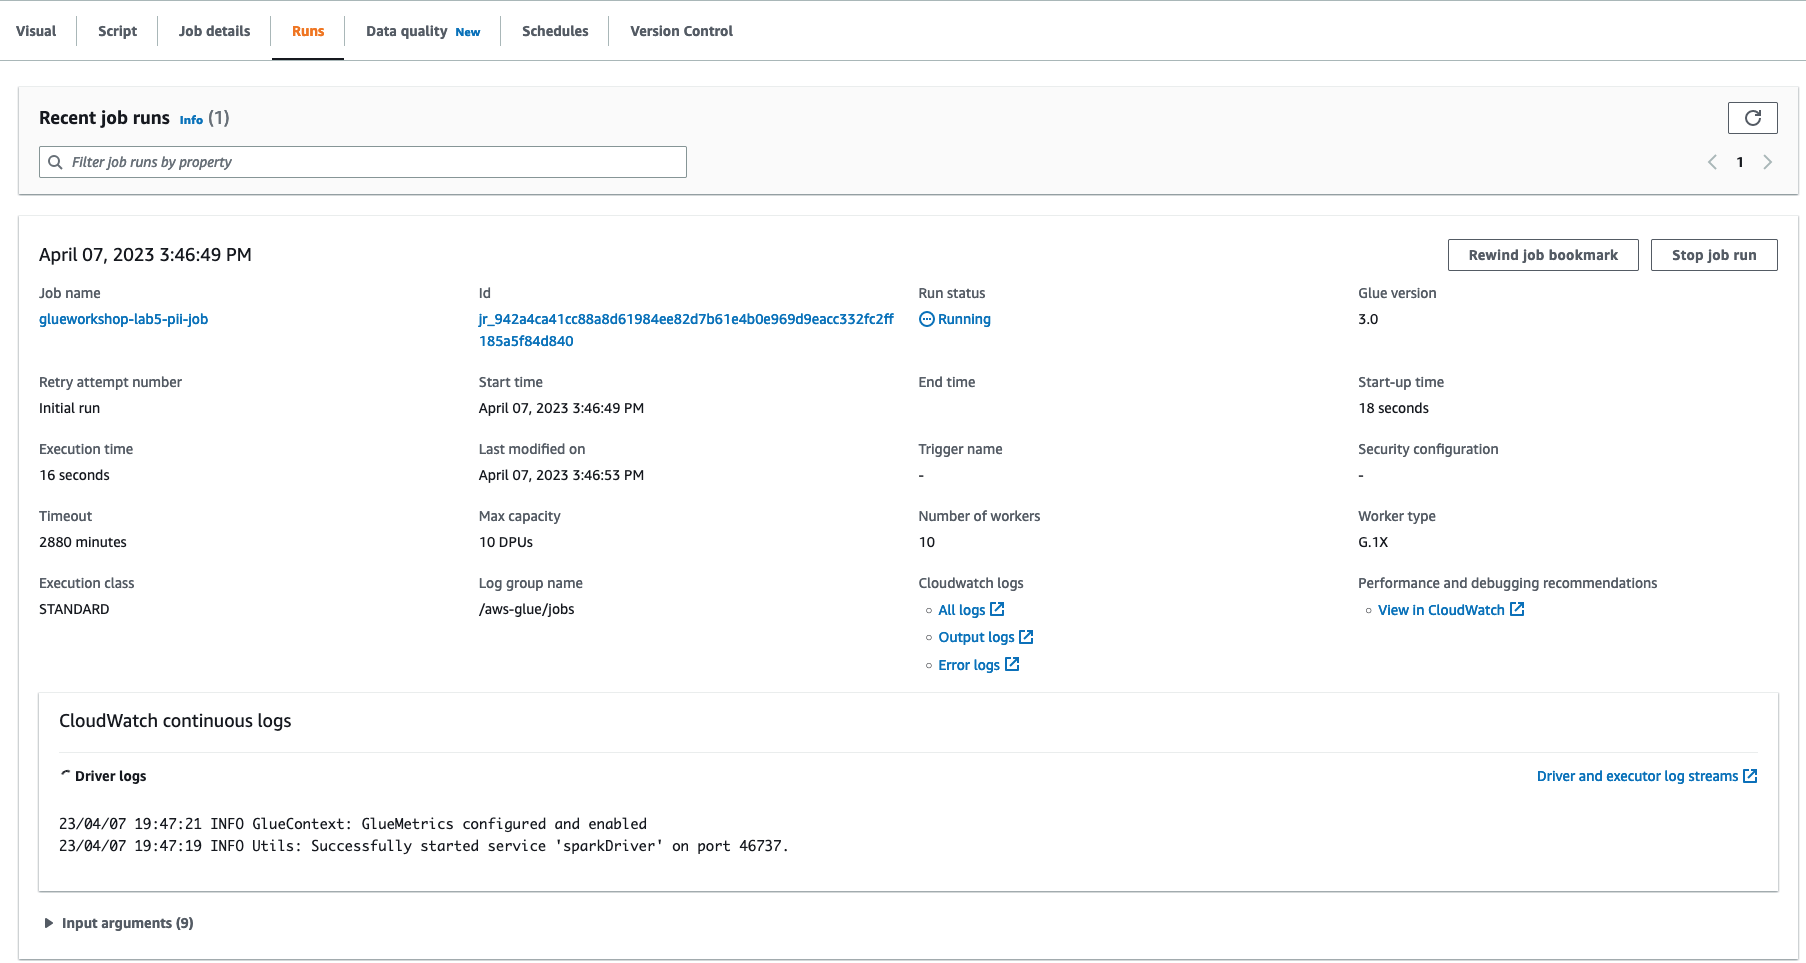 Visual Script Job details Runs Data quality New Schedules Version Control
Recent job runs Info (1)
Filter job runs by property
1
April 07, 2023 3:46:49 PM
Rewind job bookmark Stop job run
Job name Id Run status Glue version
glueworkshop-lab5-pii-job jr_942a4ca41cc88a8d61984ee82d7b61e4b0e969d9eacc332fc2ff Running 3.0
185a5f84d840
Retry attempt number Start time End time Start-up time
Initial run April 07, 2023 3:46:49 PM 18 seconds
Execution time Last modified on Trigger name Security configuration
16 seconds April 07, 2023 3:46:53 PM - -
Timeout Max capacity Number of workers Worker type
2880 minutes 10 DPUs 10 G.1X
Execution class Log group name Cloudwatch logs Performance and debugging recommendations
STANDARD /aws-glue/jobs All logs View in CloudWatch
Output logs
Error logs
CloudWatch continuous logs
Driver logs Driver and executor log streams
23/04/07 19:47:21 INFO GlueContext: GlueMetrics configured and enabled
23/04/07 19:47:19 INFO Utils: Successfully started service 'sparkDriver' on port 46737.
Input arguments (9)